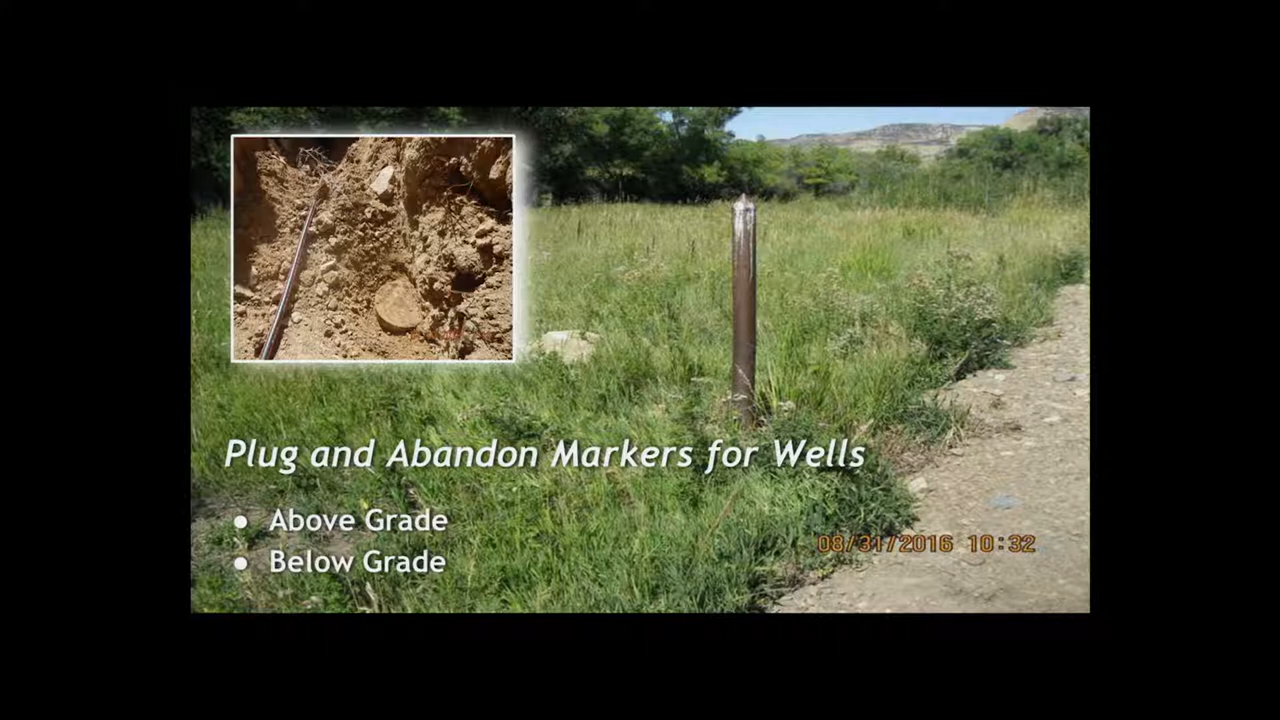 Plug and Abandon Markers for Wells
● Above Grade
● Below Grade
08/31/2016 10:32